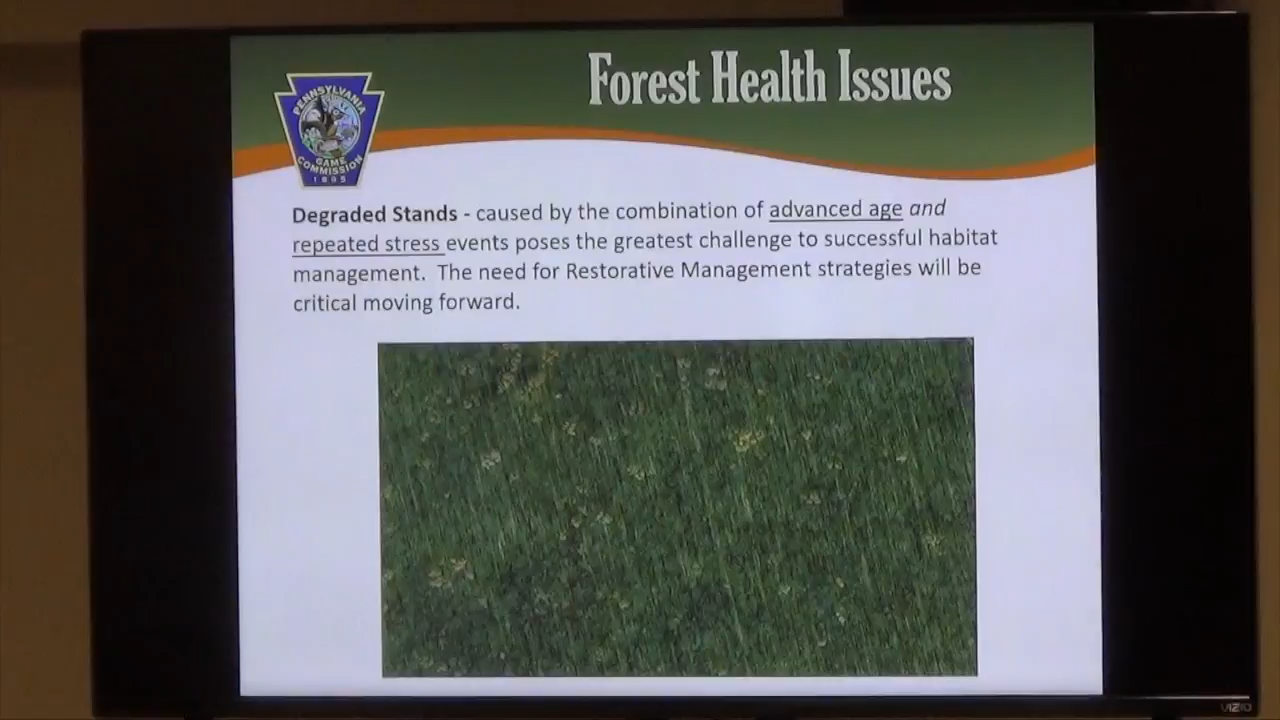 Forest Health Issues
PENNSYLVANIA
GAME
COMMISSION
1895
Degraded Stands - caused by the combination of advanced age and
repeated stress events poses the greatest challenge to successful habitat
management. The need for Restorative Management strategies will be
critical moving forward.
VIZIO